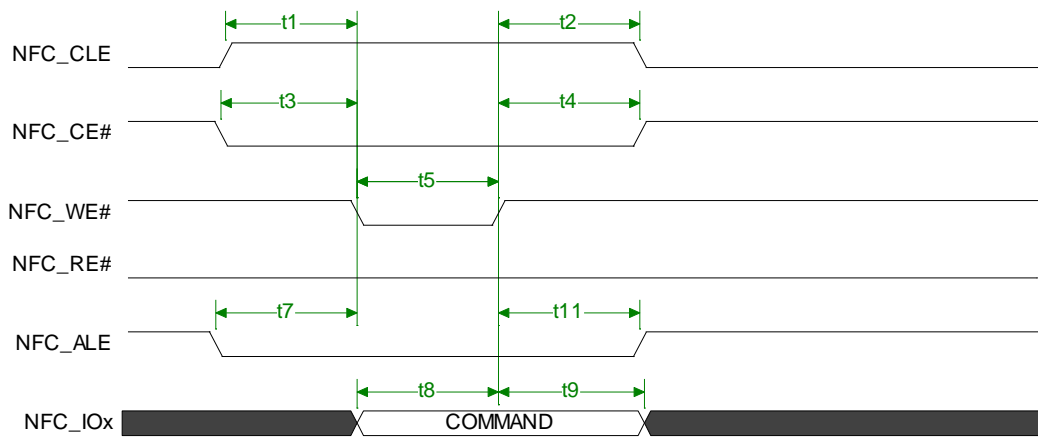 t1 t2
NFC_CLE
t3 t4
NFC_CE#
t5
NFC_WE#
NFC_RE#
t7 t11
NFC_ALE
t8 t9
NFC_IOx COMMAND